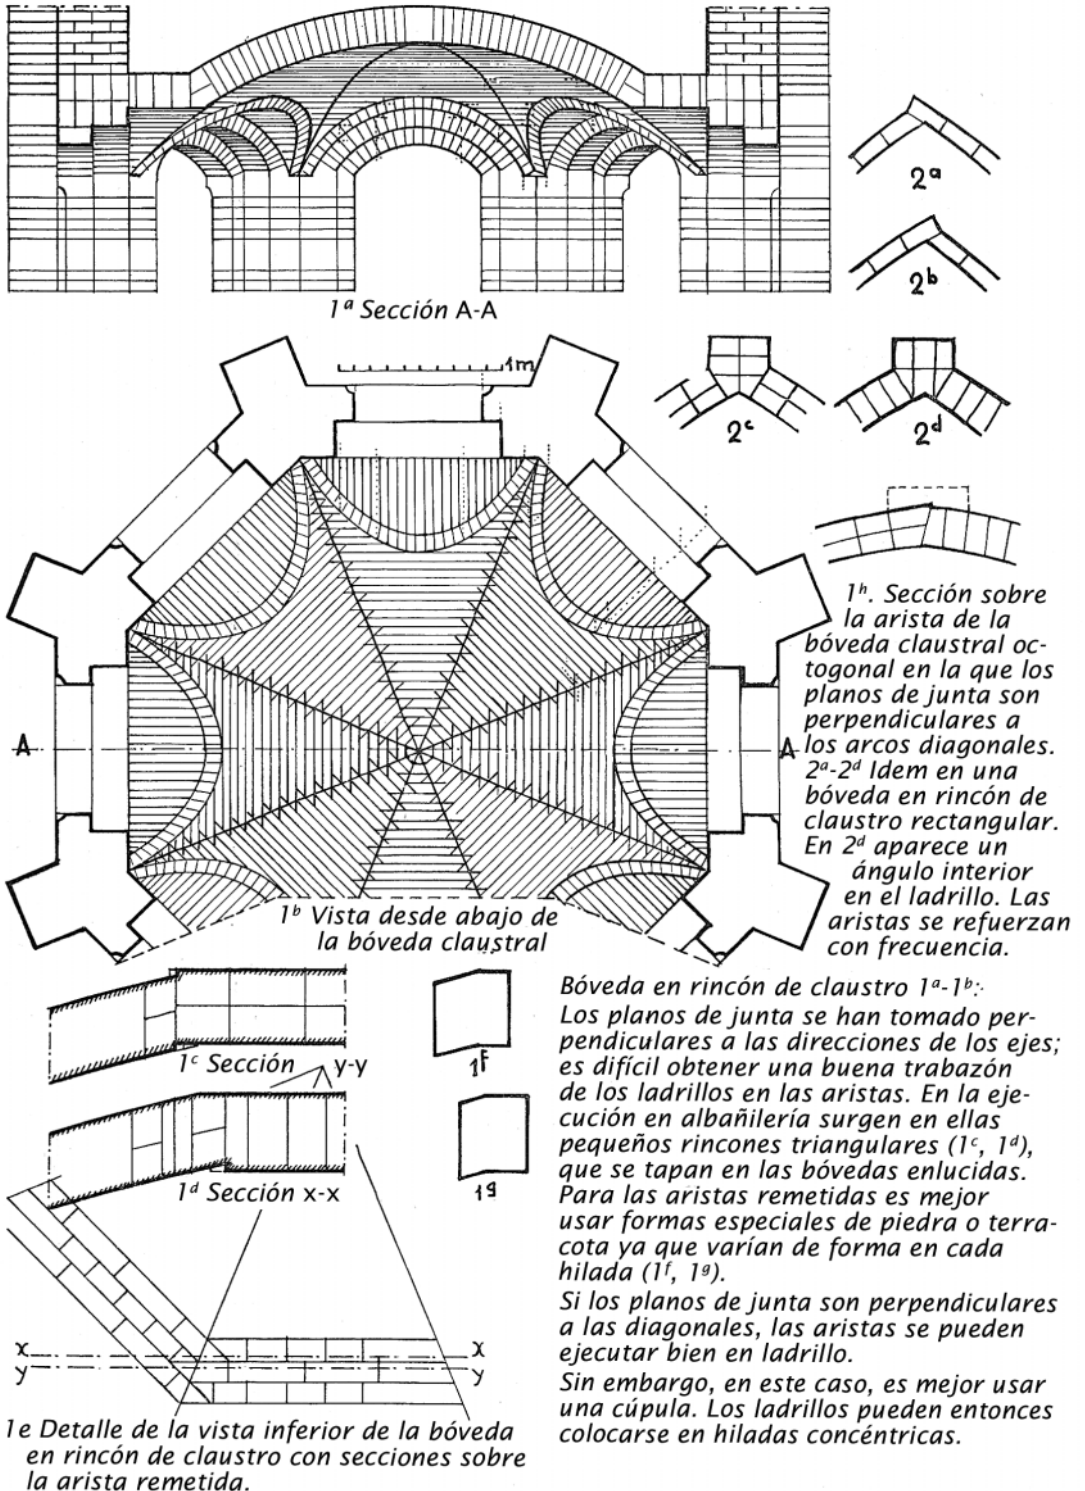 2ª
2ᵇ
1ª Sección A-A
1m
2ᶜ
2ᵈ
1ʰ. Sección sobre
la arista de la
bóveda claustral oc-
togonal en la que los
planos de junta son
perpendiculares a
los arcos diagonales.
2ª-2ᵈ Idem en una
bóveda en rincón de
claustro rectangular.
En 2ᵈ aparece un
ángulo interior
en el ladrillo. Las
aristas se refuerzan
con frecuencia.
A
A
1ᵇ Vista desde abajo de
la bóveda claustral
1ᶜ Sección y-y
1ᶠ
1ᵈ Sección x-x
1ᵍ
x
x
y
y
1e Detalle de la vista inferior de la bóveda
en rincón de claustro con secciones sobre
la arista remetida.
Bóveda en rincón de claustro 1ª-1ᵇ:
Los planos de junta se han tomado per-
pendiculares a las direcciones de los ejes;
es difícil obtener una buena trabazón
de los ladrillos en las aristas. En la eje-
cución en albañilería surgen en ellas
pequeños rincones triangulares (1ᶜ, 1ᵈ),
que se tapan en las bóvedas enlucidas.
Para las aristas remetidas es mejor
usar formas especiales de piedra o terra-
cota ya que varían de forma en cada
hilada (1ᶠ, 1ᵍ).
Si los planos de junta son perpendiculares
a las diagonales, las aristas se pueden
ejecutar bien en ladrillo.
Sin embargo, en este caso, es mejor usar
una cúpula. Los ladrillos pueden entonces
colocarse en hiladas concéntricas.